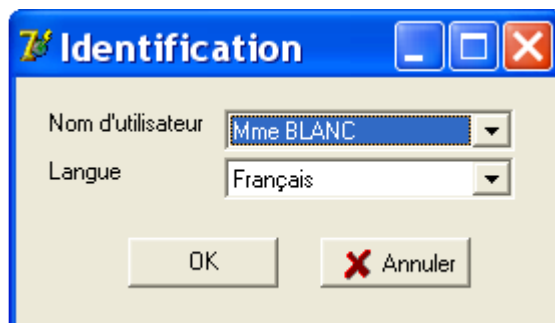 Identification
Nom d'utilisateur Mme BLANC
Langue Français
OK Annuler